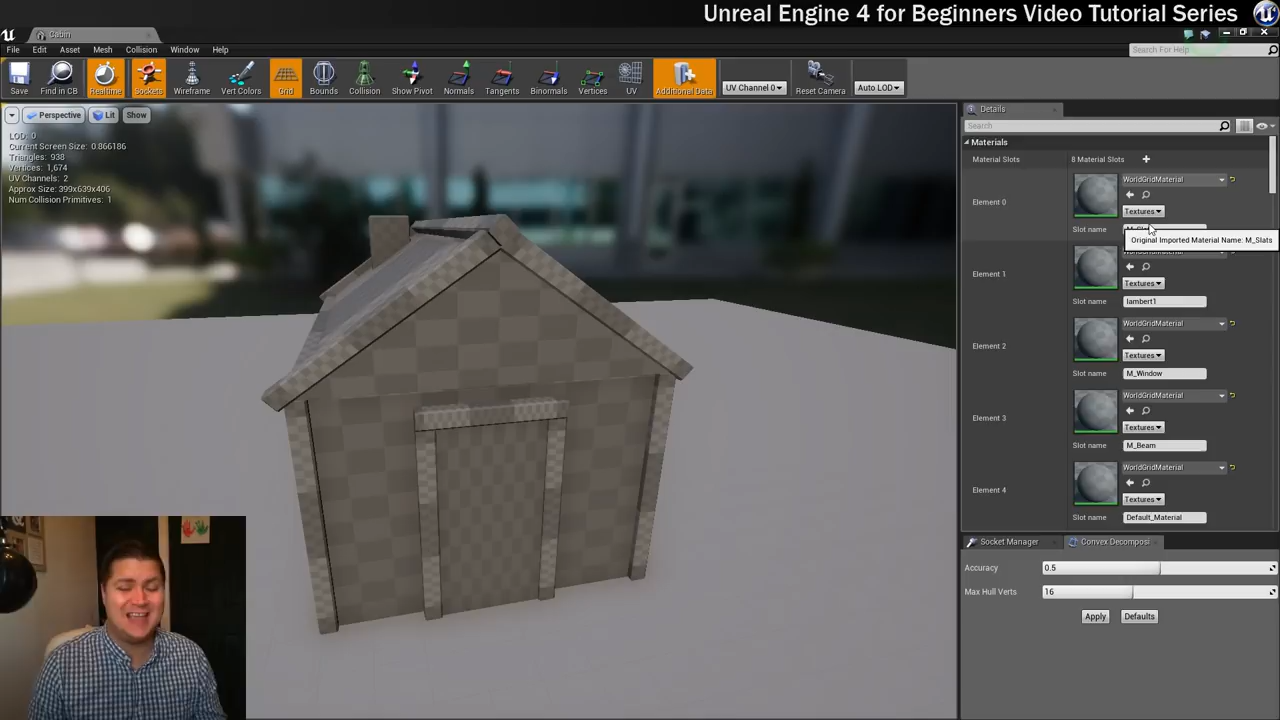 Unreal Engine 4 for Beginners Video Tutorial Series
Cabin
File Edit Asset Mesh Collision Window Help
Search For Help
Save Find in CB Realtime Sockets Wireframe Vert Colors Grid Bounds Collision Show Pivot Normals Tangents Binormals Vertices UV Additional Data UV Channel 0 Reset Camera Auto LOD
Perspective Lit Show
LOD: 0
Current Screen Size: 0.866186
Triangles: 938
Vertices: 1,674
UV Channels: 2
Approx Size: 399x639x406
Num Collision Primitives: 1
Details
Search
Materials
Material Slots 8 Material Slots
WorldGridMaterial
Element 0
Textures
Slot name
Original Imported Material Name: M_Slats
Element 1
Textures
Slot name lambert1
WorldGridMaterial
Element 2
Textures
Slot name M_Window
WorldGridMaterial
Element 3
Textures
Slot name M_Beam
WorldGridMaterial
Element 4
Textures
Slot name Default_Material
Socket Manager Convex Decomposi
Accuracy 0.5
Max Hull Verts 16
Apply Defaults